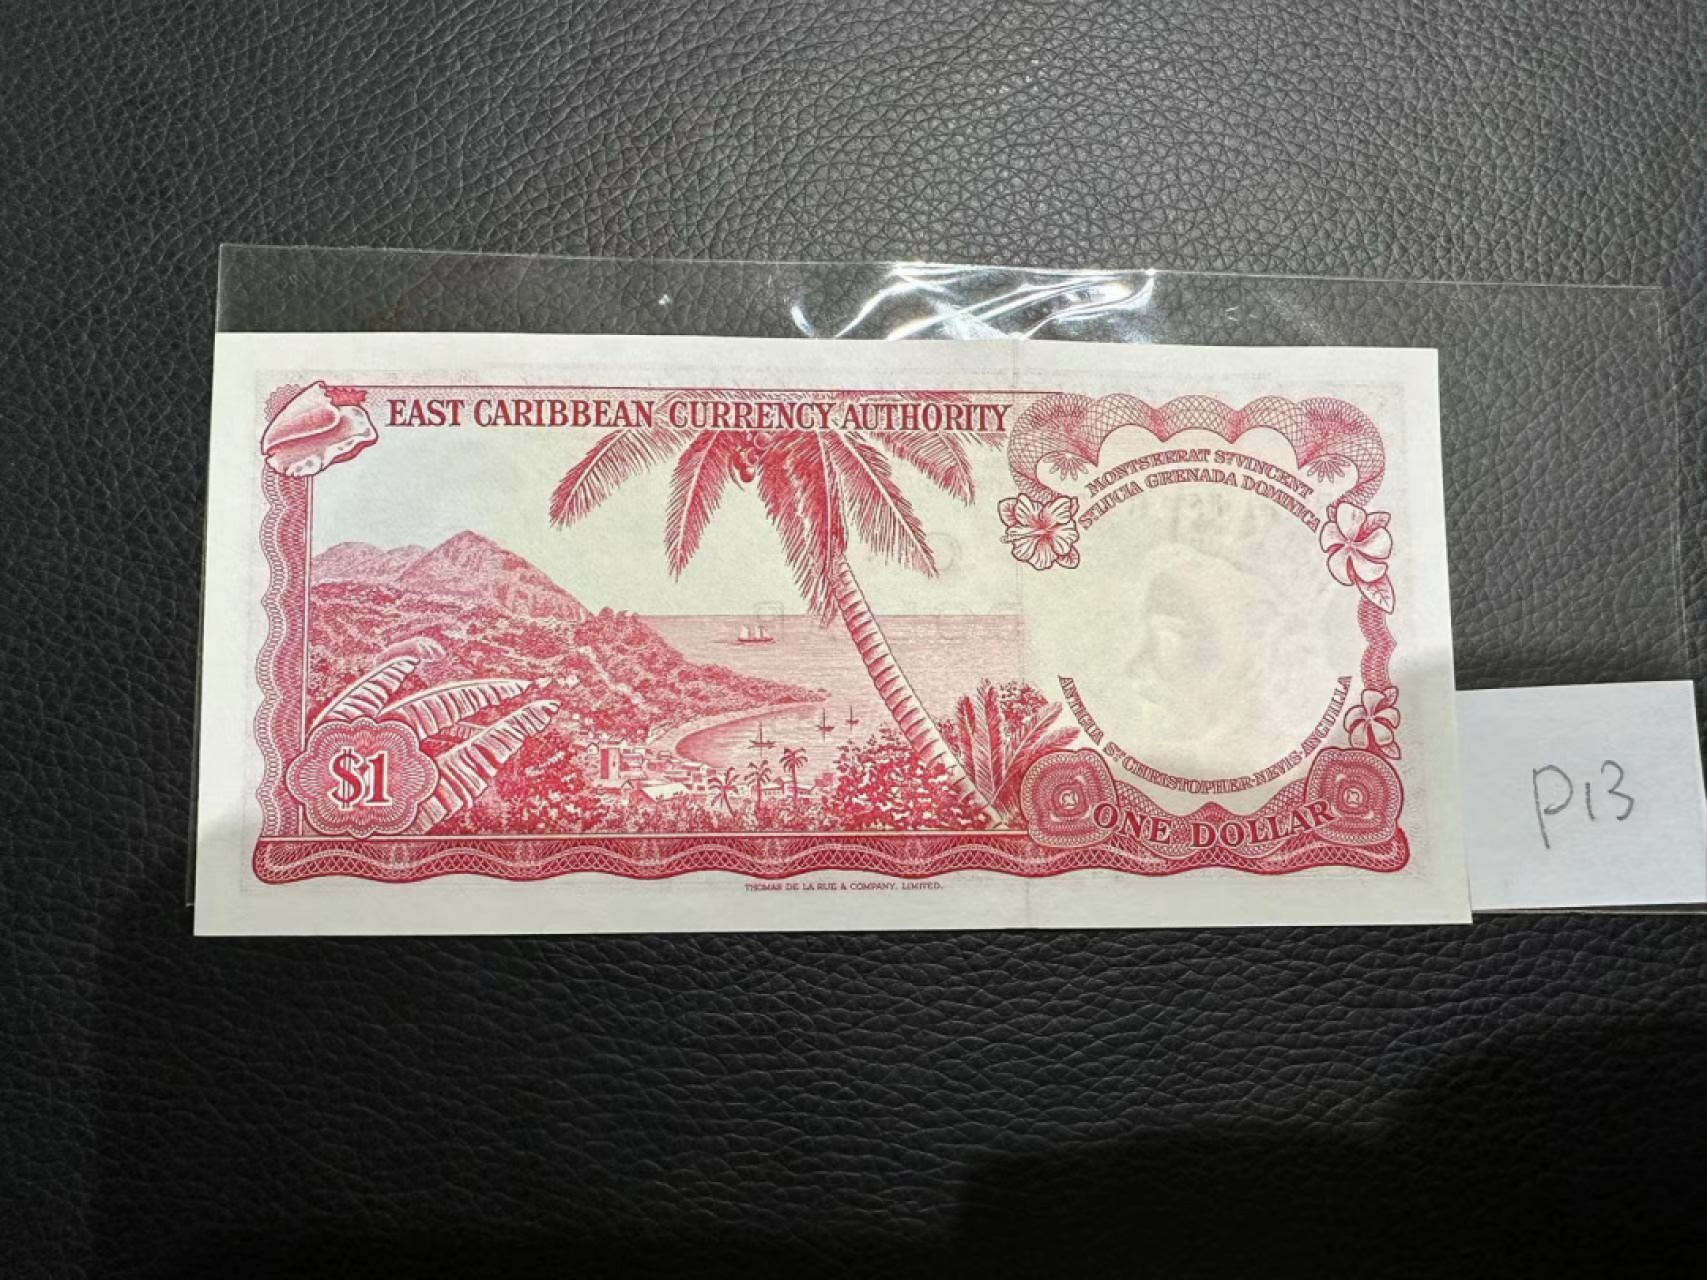 EAST CARIBBEAN CURRENCY AUTHORITY
MONTSERRAT ST VINCENT
ST LUCIA GRENADA DOMINICA
ANTIGUA ST CHRISTOPHER-NEVIS-ANGUILLA
$1
ONE DOLLAR
THOMAS DE LA RUE & COMPANY, LIMITED.
P13